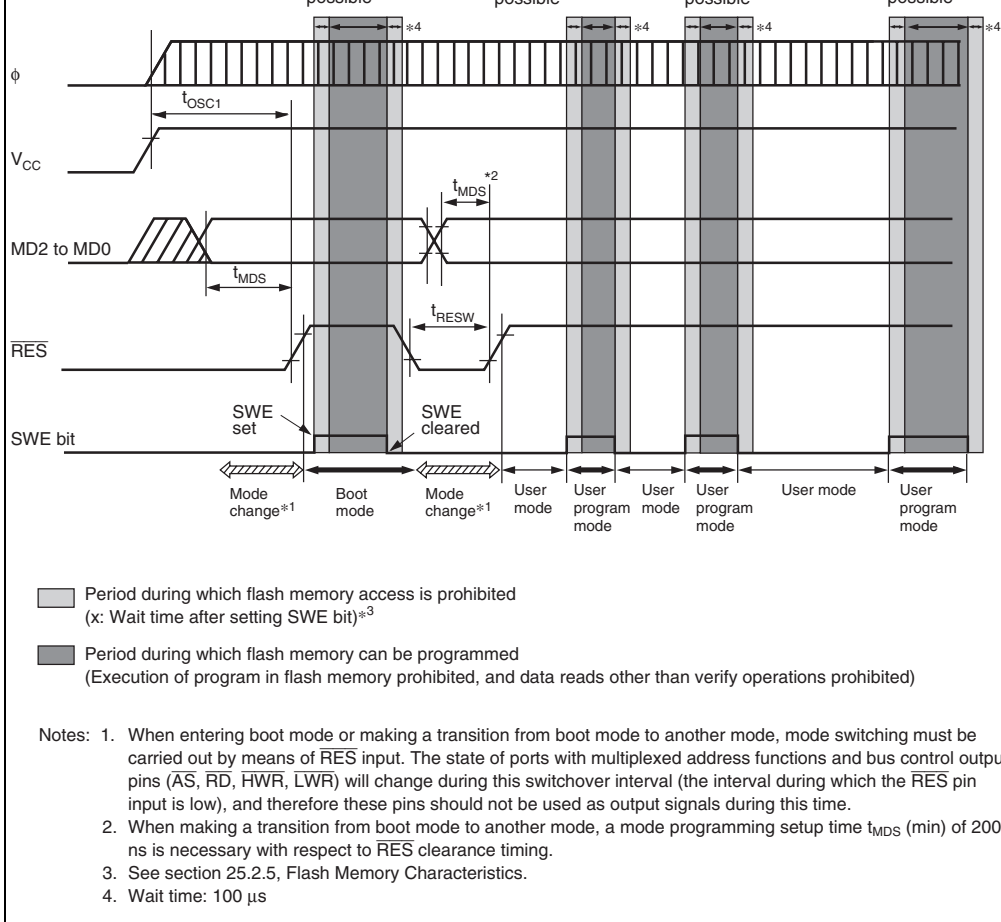 possible possible possible possible
*4 *4 *4 *4
ϕ
tOSC1
VCC
tMDS*2
MD2 to MD0
tMDS
tRESW
RES
SWE set
SWE cleared
SWE bit
Mode change*1
Boot mode
Mode change*1
User mode
User program mode
User mode
User program mode
User mode
User program mode
Period during which flash memory access is prohibited
(x: Wait time after setting SWE bit)*3
Period during which flash memory can be programmed
(Execution of program in flash memory prohibited, and data reads other than verify operations prohibited)
Notes: 1. When entering boot mode or making a transition from boot mode to another mode, mode switching must be
carried out by means of RES input. The state of ports with multiplexed address functions and bus control outpu
pins (AS, RD, HWR, LWR) will change during this switchover interval (the interval during which the RES pin
input is low), and therefore these pins should not be used as output signals during this time.
2. When making a transition from boot mode to another mode, a mode programming setup time tMDS (min) of 200
ns is necessary with respect to RES clearance timing.
3. See section 25.2.5, Flash Memory Characteristics.
4. Wait time: 100 μs